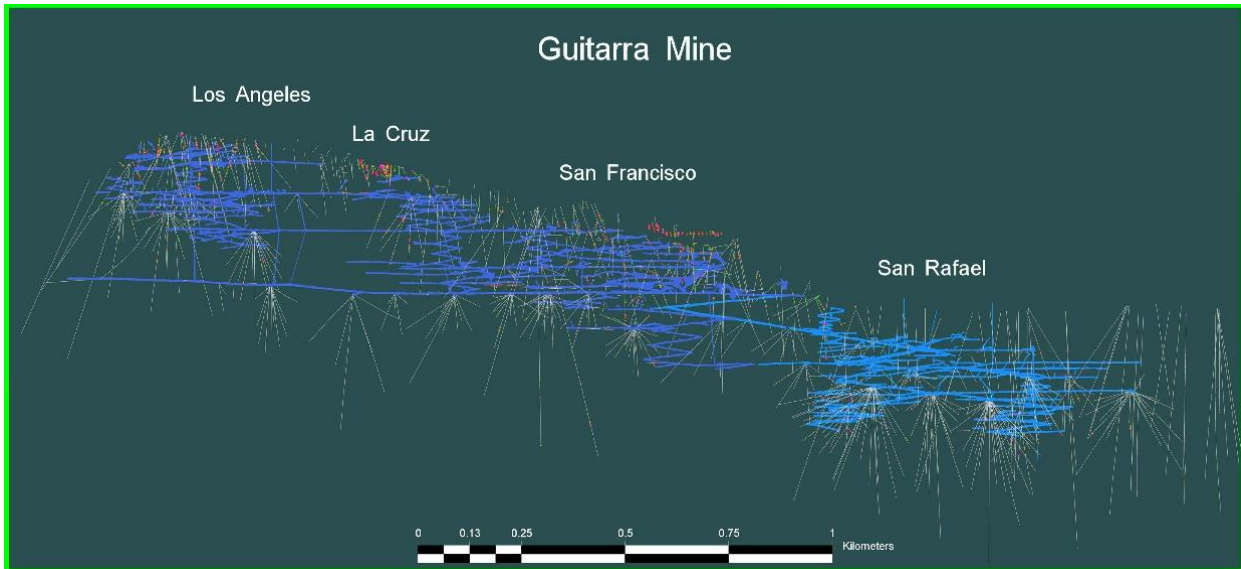 Guitarra Mine
Los Angeles
La Cruz
San Francisco
San Rafael
0 0.13 0.25 0.5 0.75 1
Kilometers